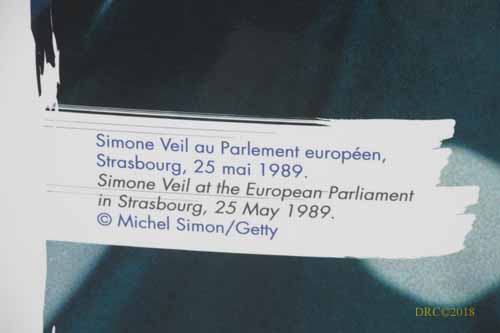 Simone Veil au Parlement européen,
Strasbourg, 25 mai 1989.
Simone Veil at the European Parliament
in Strasbourg, 25 May 1989.
© Michel Simon/Getty
DRC©2018